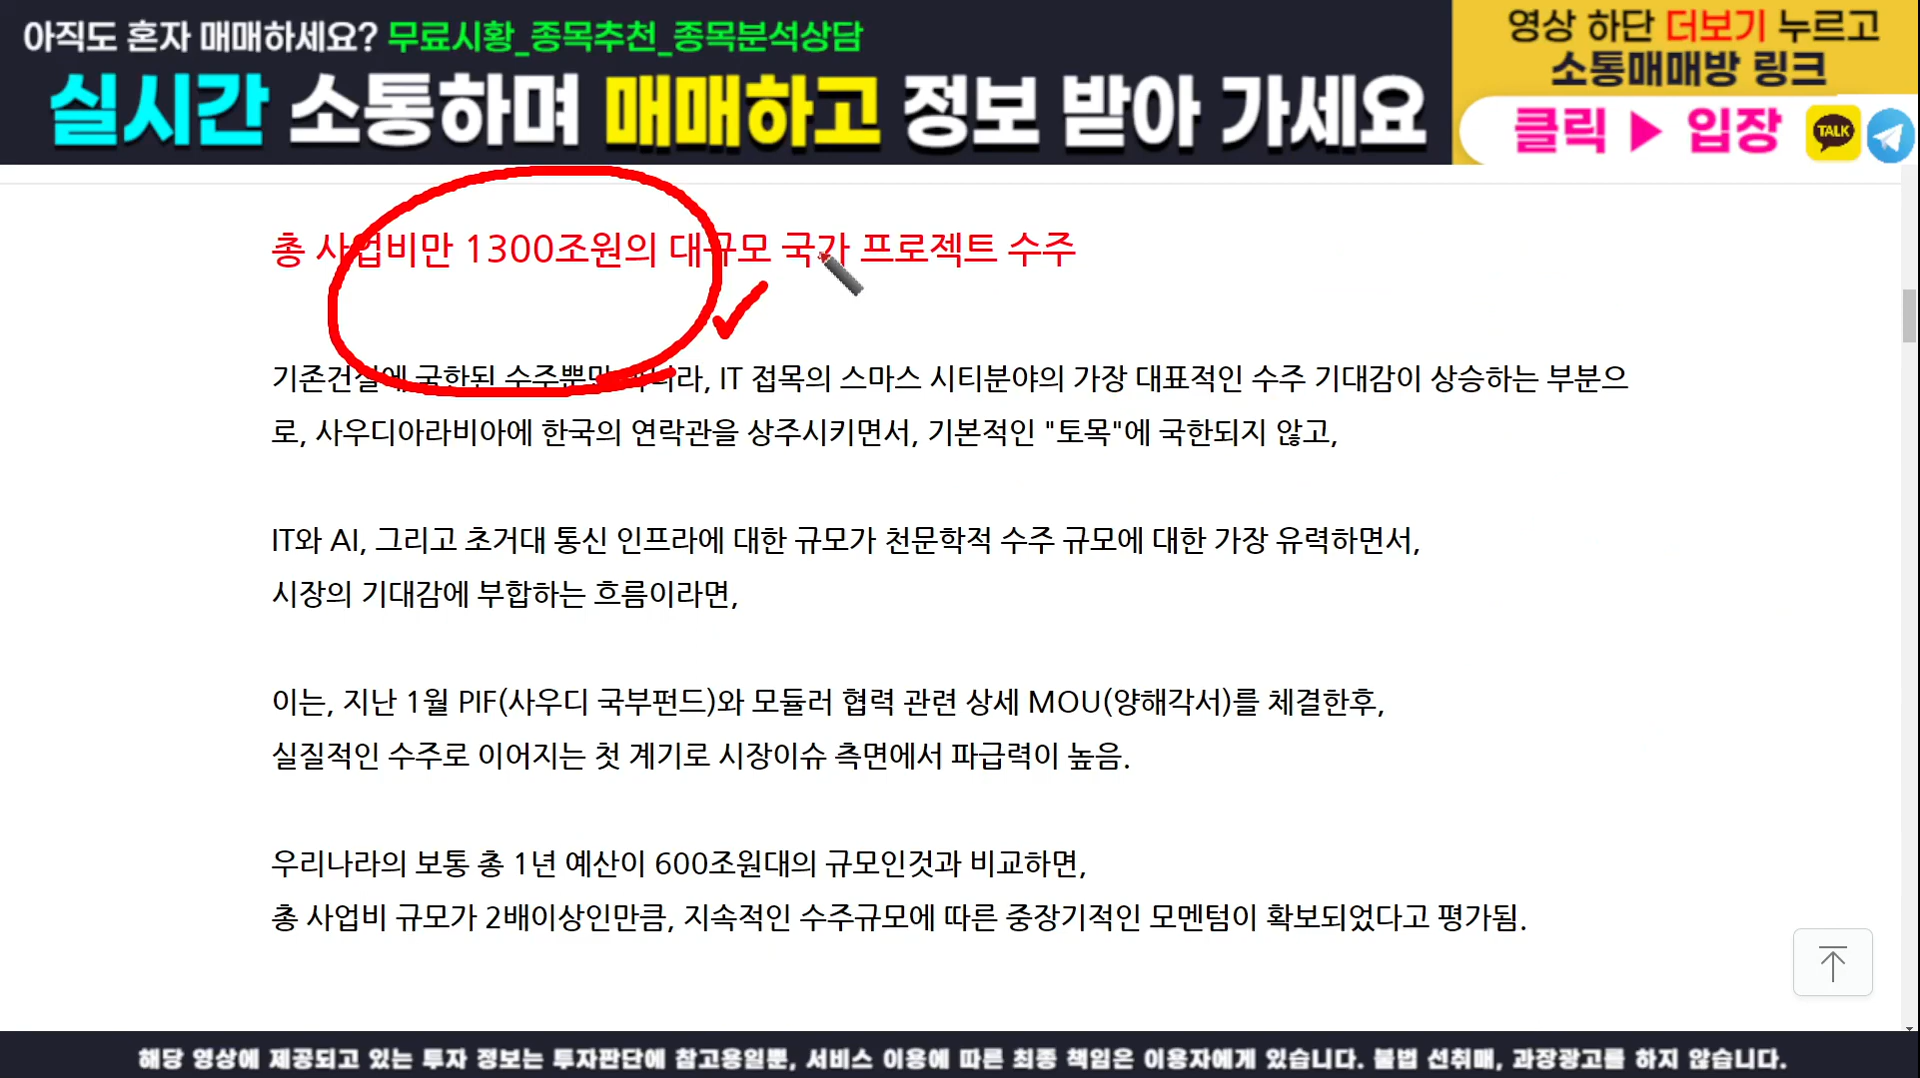 아직도 혼자 매매하세요? 무료시황_종목추천_종목분석상담
실시간 소통하며 매매하고 정보 받아 가세요
영상 하단 더보기 누르고
소통매매방 링크
클릭 ▶ 입장
TALK
총 사업비만 1300조원의 대규모 국가 프로젝트 수주
기존건설에 국한된 수주뿐만 아니라, IT 접목의 스마스 시티분야의 가장 대표적인 수주 기대감이 상승하는 부분으
로, 사우디아라비아에 한국의 연락관을 상주시키면서, 기본적인 "토목"에 국한되지 않고,
IT와 AI, 그리고 초거대 통신 인프라에 대한 규모가 천문학적 수주 규모에 대한 가장 유력하면서,
시장의 기대감에 부합하는 흐름이라면,
이는, 지난 1월 PIF(사우디 국부펀드)와 모듈러 협력 관련 상세 MOU(양해각서)를 체결한후,
실질적인 수주로 이어지는 첫 계기로 시장이슈 측면에서 파급력이 높음.
우리나라의 보통 총 1년 예산이 600조원대의 규모인것과 비교하면,
총 사업비 규모가 2배이상인만큼, 지속적인 수주규모에 따른 중장기적인 모멘텀이 확보되었다고 평가됨.
해당 영상에 제공되고 있는 투자 정보는 투자판단에 참고용일뿐, 서비스 이용에 따른 최종 책임은 이용자에게 있습니다. 불법 선취매, 과장광고를 하지 않습니다.